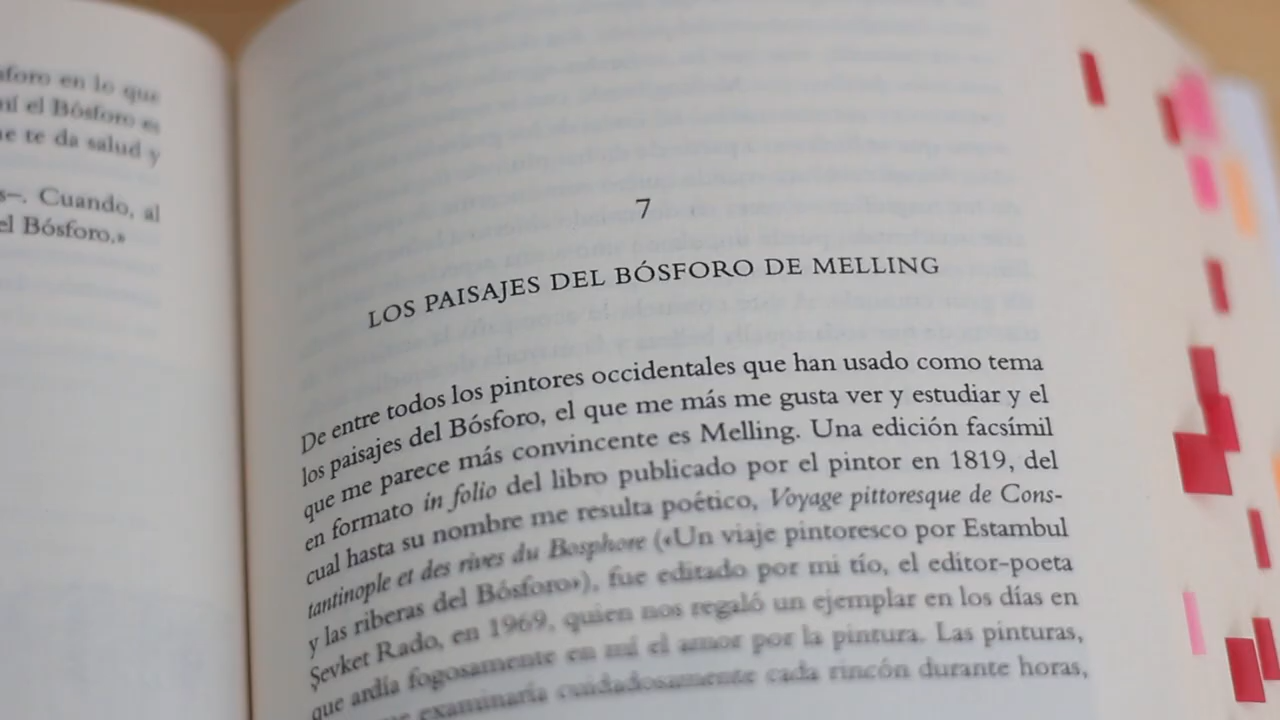 foro en lo que
el Bósforo es
te da salud y
Cuando, al
el Bósforo.»
7
LOS PAISAJES DEL BÓSFORO DE MELLING
De entre todos los pintores occidentales que han usado como tema
los paisajes del Bósforo, el que me más me gusta ver y estudiar y el
que me parece más convincente es Melling. Una edición facsímil
en formato in folio del libro publicado por el pintor en 1819, del
cual hasta su nombre me resulta poético, Voyage pittoresque de Cons-
tantinople et des rives du Bosphore («Un viaje pintoresco por Estambul
y las riberas del Bósforo»), fue editado por mi tío, el editor-poeta
Şevket Rado, en 1969, quien nos regaló un ejemplar en los días en
que ardía fogosamente en mí el amor por la pintura. Las pinturas,
examinaría cuidadosamente cada rincón durante horas,